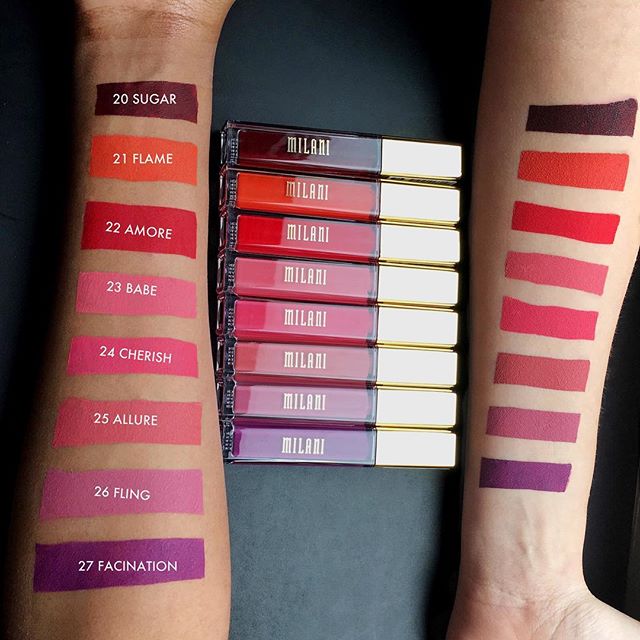 20 SUGAR
21 FLAME
22 AMORE
23 BABE
24 CHERISH
25 ALLURE
26 FLING
27 FACINATION
MILANI
MILANI
MILANI
MILANI
MILANI
MILANI
MILANI
MILANI